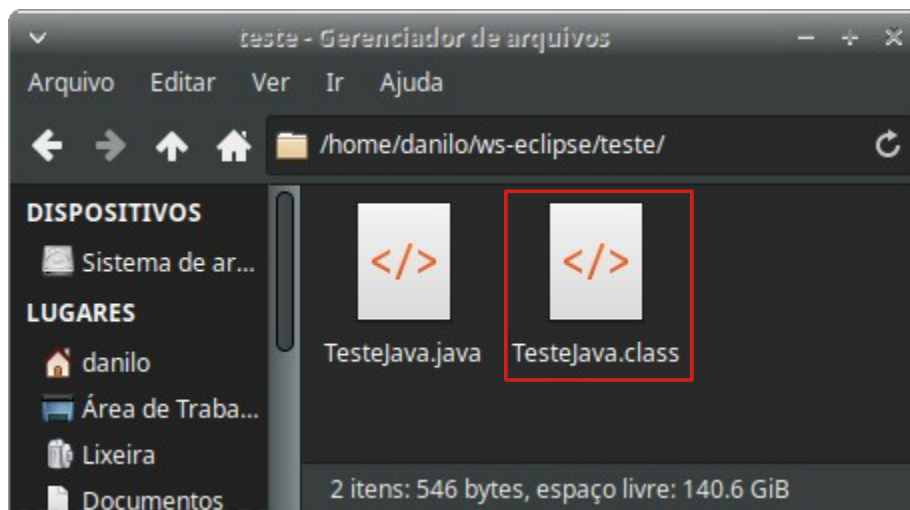 teste - Gerenciador de arquivos
Arquivo Editar Ver Ir Ajuda
/home/danilo/ws-eclipse/teste/
DISPOSITIVOS
Sistema de ar...
LUGARES
danilo
Área de Traba...
Lixeira
Documentos
</>
</>
TesteJava.java
TesteJava.class
2 itens: 546 bytes, espaço livre: 140.6 GiB